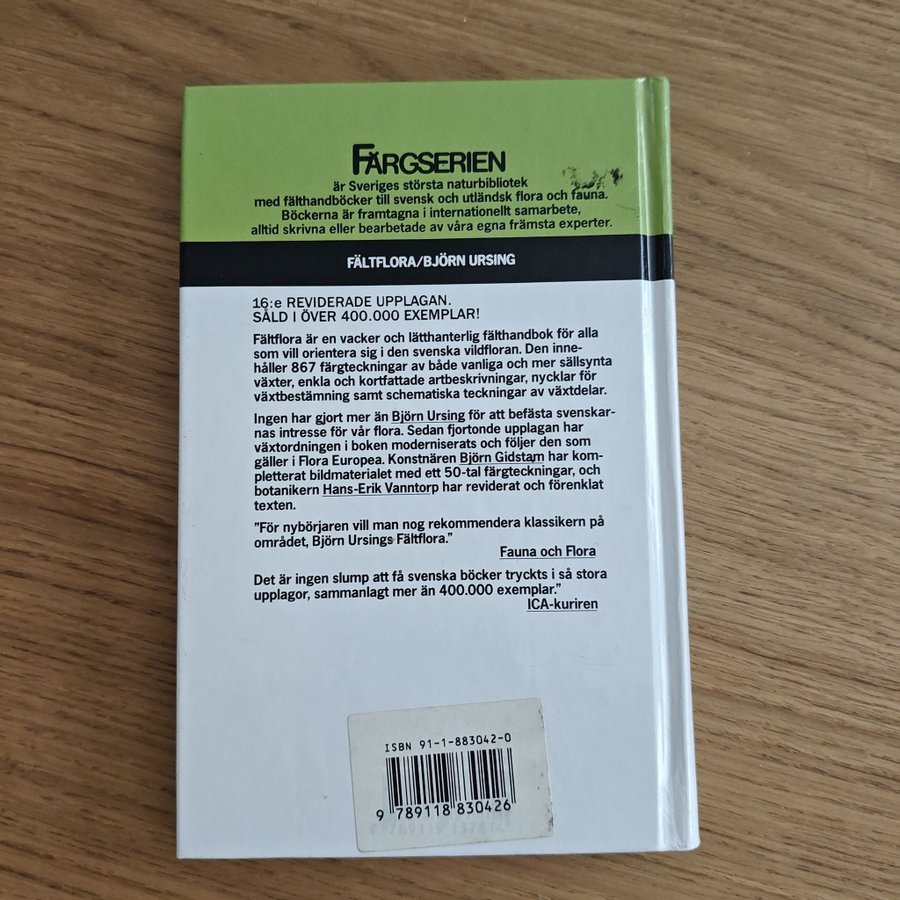 FÄRGSERIEN
är Sveriges största naturbibliotek
med fälthandböcker till svensk och utländsk flora och fauna.
Böckerna är framtagna i internationellt samarbete,
alltid skrivna eller bearbetade av våra egna främsta experter.
FÄLTFLORA/BJÖRN URSING
16:e REVIDERADE UPPLAGAN.
SÅLD I ÖVER 400.000 EXEMPLAR!
Fältflora är en vacker och lätthanterlig fälthandbok för alla
som vill orientera sig i den svenska vildfloran. Den inne-
håller 867 färgteckningar av både vanliga och mer sällsynta
växter, enkla och kortfattade artbeskrivningar, nycklar för
växtbestämning samt schematiska teckningar av växtdelar.
Ingen har gjort mer än Björn Ursing för att befästa svenskar-
nas intresse för vår flora. Sedan fjortonde upplagan har
växtordningen i boken moderniserats och följer den som
gäller i Flora Europea. Konstnären Björn Gidstam har kom-
pletterat bildmaterialet med ett 50-tal färgteckningar, och
botanikern Hans-Erik Vanntorp har reviderat och förenklat
texten.
”För nybörjaren vill man nog rekommendera klassikern på
området, Björn Ursings Fältflora.”
Fauna och Flora
Det är ingen slump att få svenska böcker tryckts i så stora
upplagor, sammanlagt mer än 400.000 exemplar.”
ICA-kuriren
ISBN 91-1-883042-0
9 789118 830426